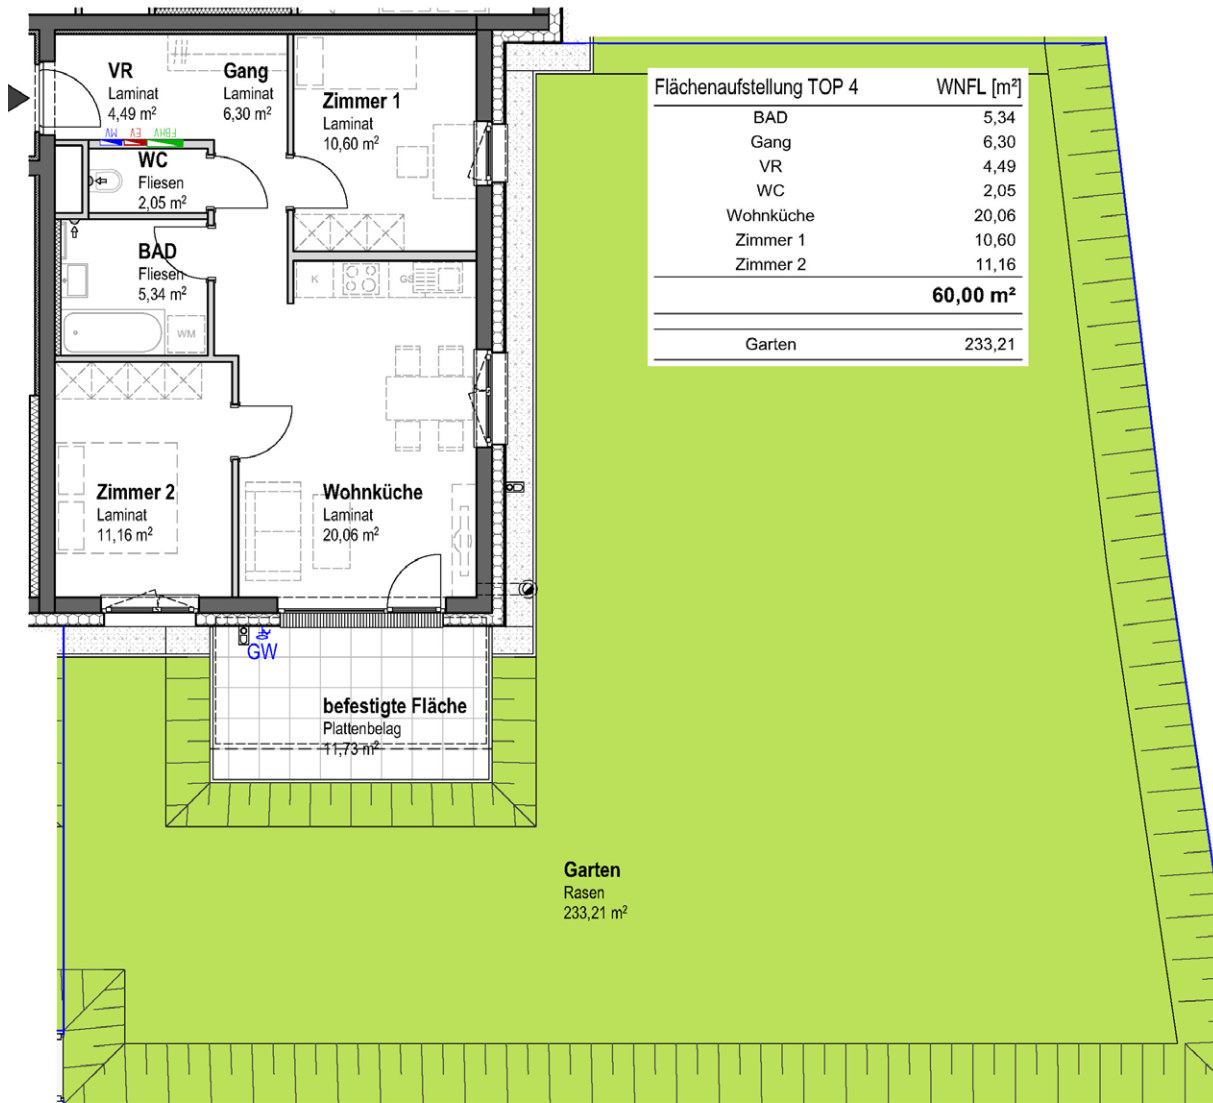 VR
Laminat
4,49 m²
Gang
Laminat
6,30 m²
Zimmer 1
Laminat
10,60 m²
MV
EV
FBHV
WC
Fliesen
2,05 m²
BAD
Fliesen
5,34 m²
WM
K
GS
Zimmer 2
Laminat
11,16 m²
Wohnküche
Laminat
20,06 m²
GW
befestigte Fläche
Plattenbelag
11,73 m²
Garten
Rasen
233,21 m²
Flächenaufstellung TOP 4 WNFL [m²]
BAD 5,34
Gang 6,30
VR 4,49
WC 2,05
Wohnküche 20,06
Zimmer 1 10,60
Zimmer 2 11,16
60,00 m²
Garten 233,21